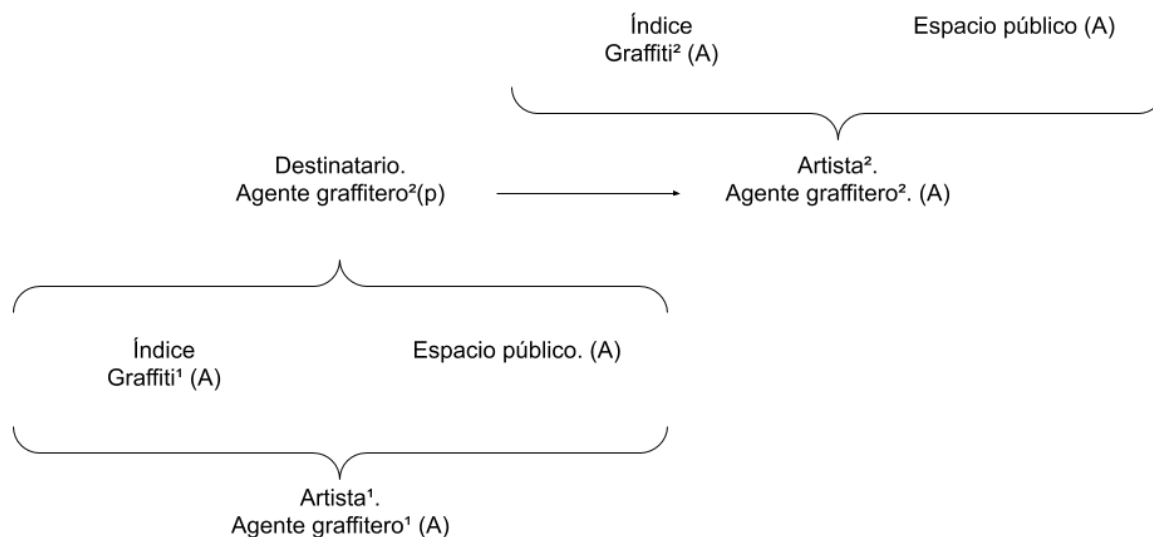 Índice
Graffiti² (A)
Espacio público (A)
Destinatario.
Agente graffitero²(p)
Artista².
Agente graffitero². (A)
Índice
Graffiti¹ (A)
Espacio público. (A)
Artista¹.
Agente graffitero¹ (A)